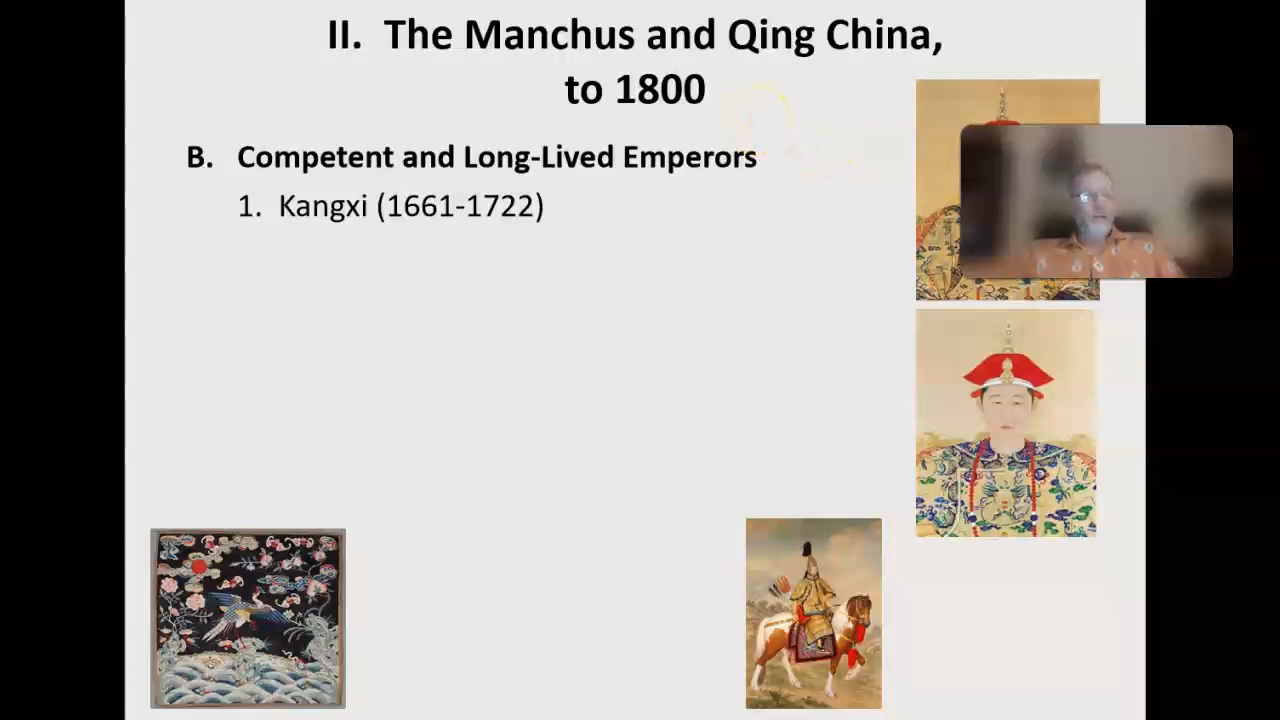 II. The Manchus and Qing China,
to 1800
B. Competent and Long-Lived Emperors
1. Kangxi (1661-1722)